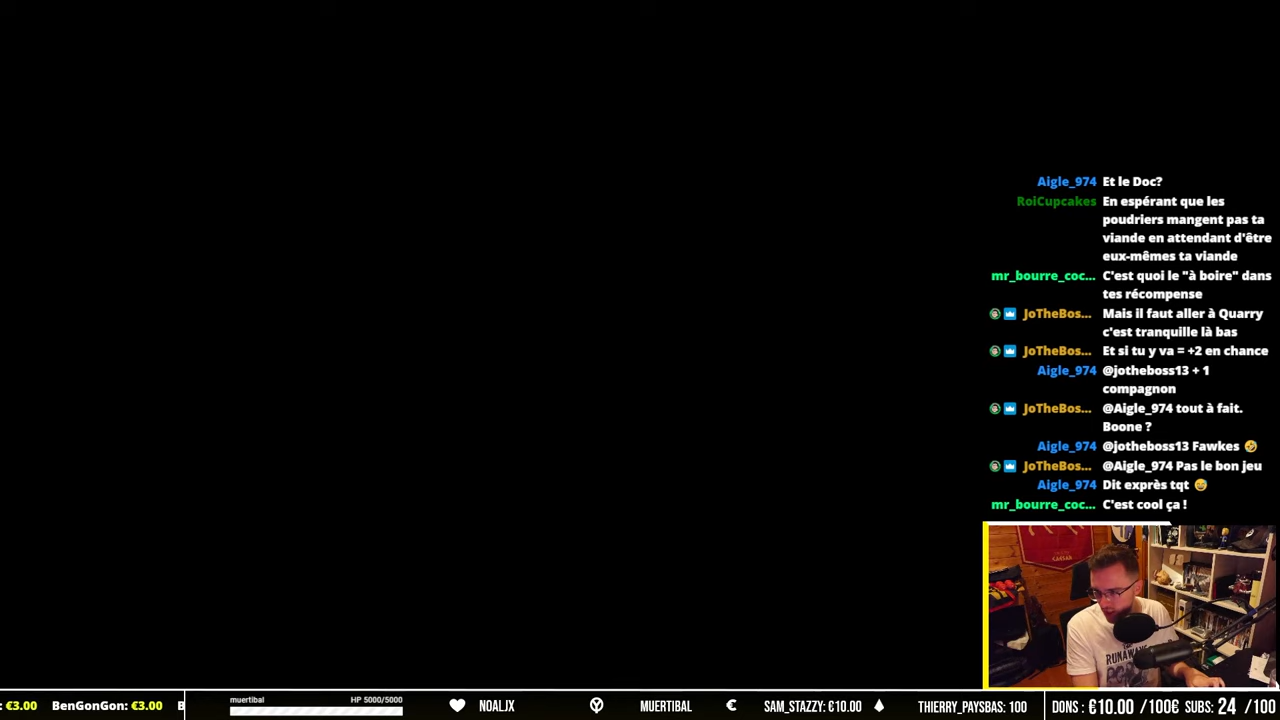 Aigle_974 Et le Doc?
RoiCupcakes En espérant que les
poudriers mangent pas ta
viande en attendant d'être
eux-mêmes ta viande
mr_bourre_coc... C'est quoi le "à boire" dans
tes récompense
JoTheBos... Mais il faut aller à Quarry
c'est tranquille là bas
JoTheBos... Et si tu y va = +2 en chance
Aigle_974 @jotheboss13 + 1
compagnon
JoTheBos... @Aigle_974 tout à fait.
Boone ?
Aigle_974 @jotheboss13 Fawkes 🤣
JoTheBos... @Aigle_974 Pas le bon jeu
Aigle_974 Dit exprès tqt 😅
mr_bourre_coc... C'est cool ça !
RUNAWAYS
: €3.00 BenGonGon: €3.00 B
muertibal HP 5000/5000
NOALJX
MUERTIBAL
€ SAM_STAZZY: €10.00
THIERRY_PAYSBAS: 100
DONS : €10.00 /100€ SUBS: 24 /100